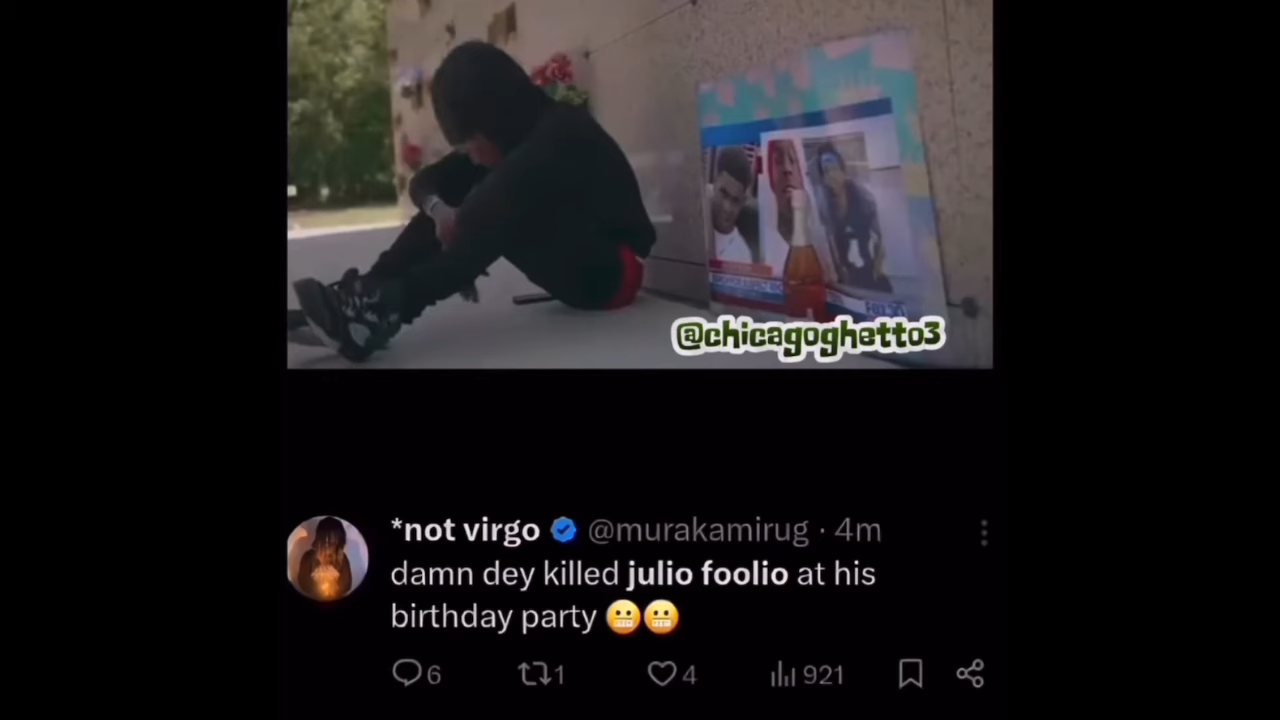 @chicagoghetto3
*not virgo @murakamirug · 4m
damn dey killed julio foolio at his
birthday party 😬😬
6 1 4 921